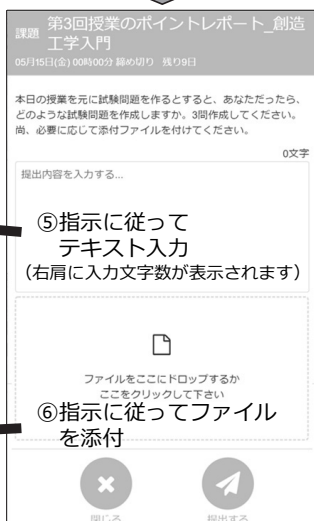 課題 第3回授業のポイントレポート_創造
工学入門
05月15日(金) 00時00分 締め切り 残り9日
本日の授業を元に試験問題を作るとすると、あなただったら、
どのような試験問題を作成しますか。3問作成してください。
尚、必要に応じて添付ファイルを付けてください。
0文字
提出内容を入力する...
⑤指示に従って
テキスト入力
（右肩に入力文字数が表示されます）
ファイルをここにドロップするか
ここをクリックして下さい
⑥指示に従ってファイル
を添付
閉じる
提出する